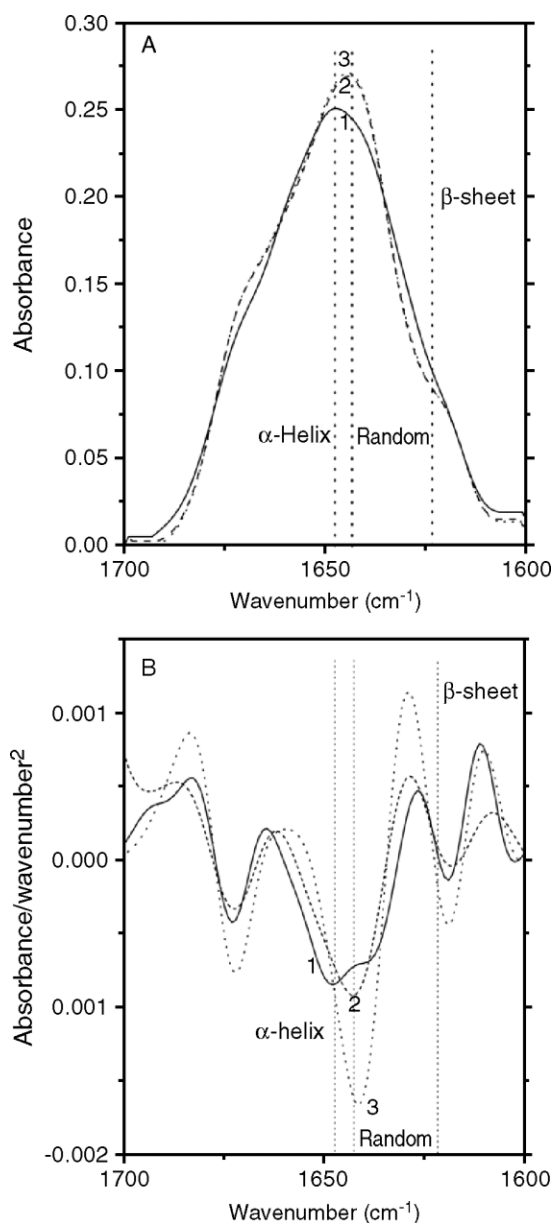 A
0.30
0.25
0.20
0.15
0.10
0.05
0.00
3
2
1
β-sheet
α-Helix
Random
Absorbance
1700
1650
1600
Wavenumber (cm⁻¹)
B
0.001
0.000
0.001
-0.002
β-sheet
1
2
α-helix
3
Random
Absorbance/wavenumber²
1700
1650
1600
Wavenumber (cm⁻¹)